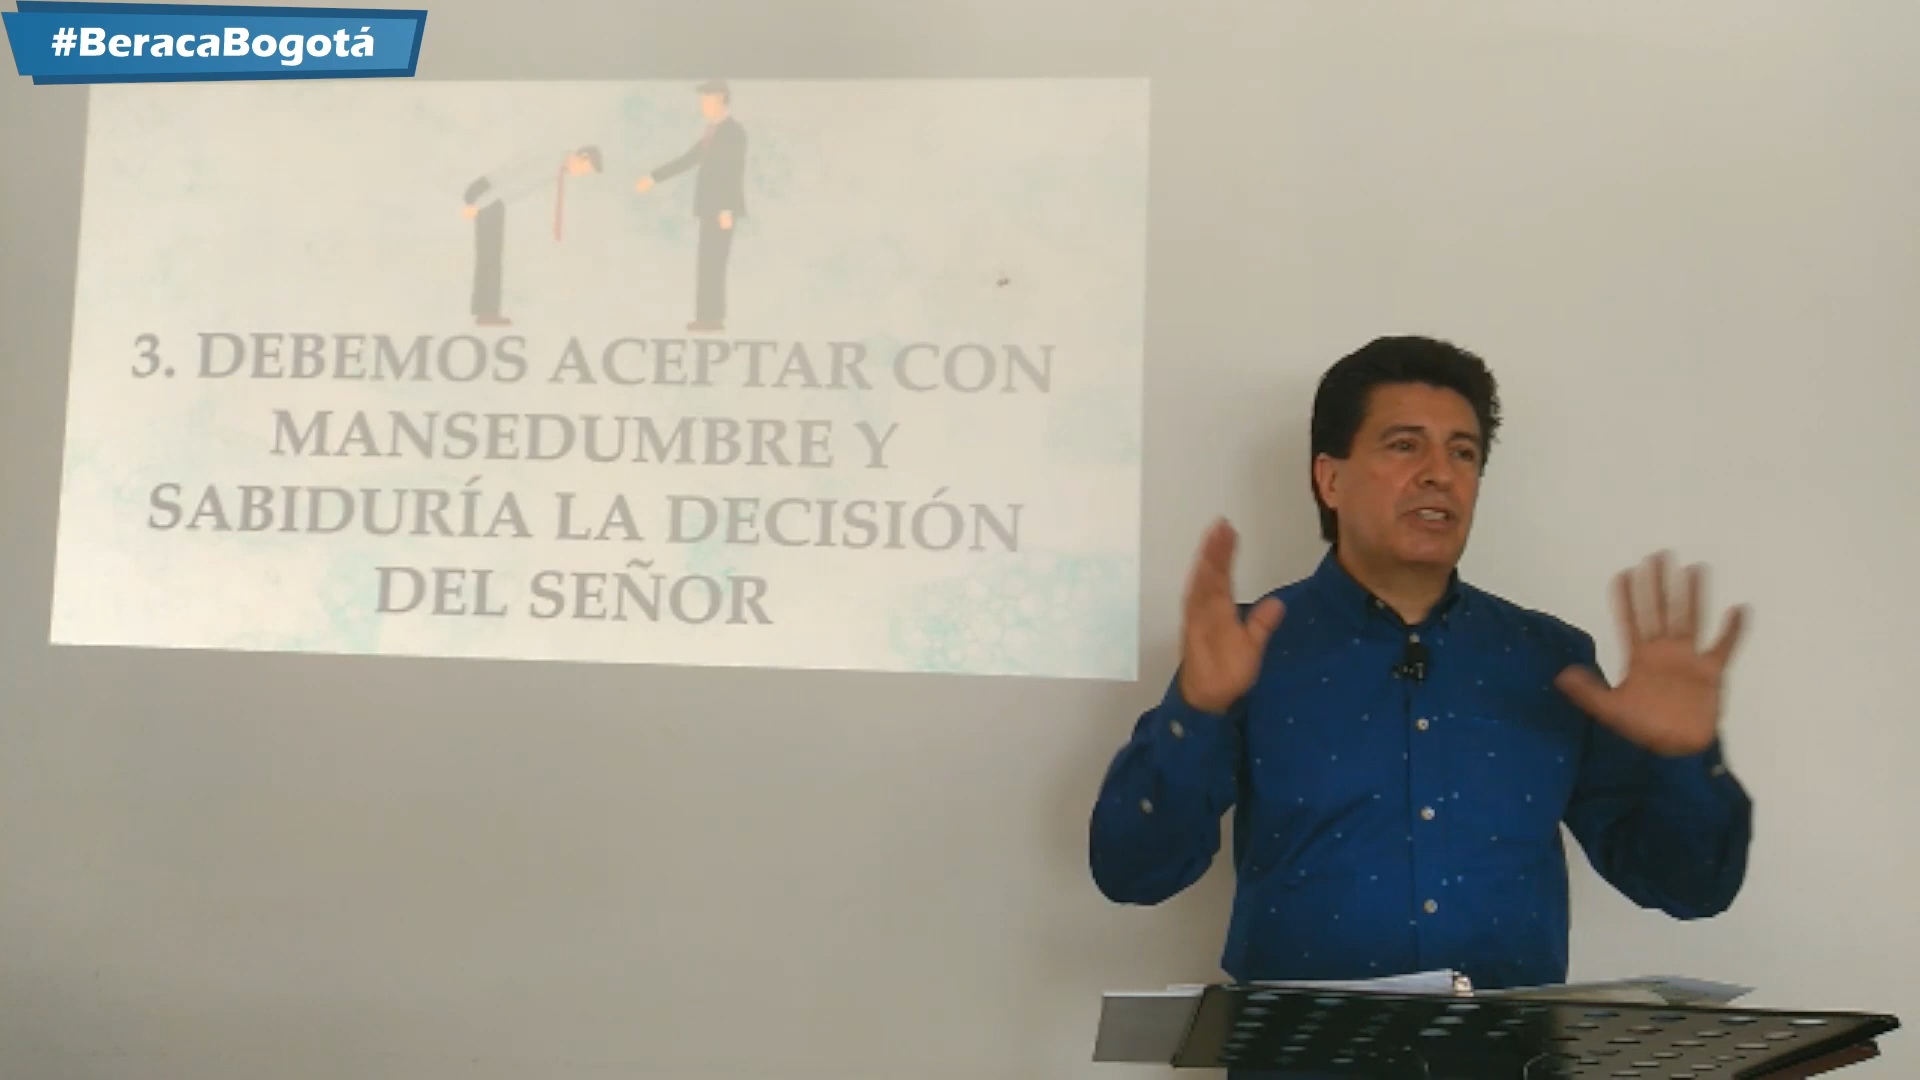 #BeracaBogotá
3. DEBEMOS ACEPTAR CON
MANSEDUMBRE Y
SABIDURÍA LA DECISIÓN
DEL SEÑOR